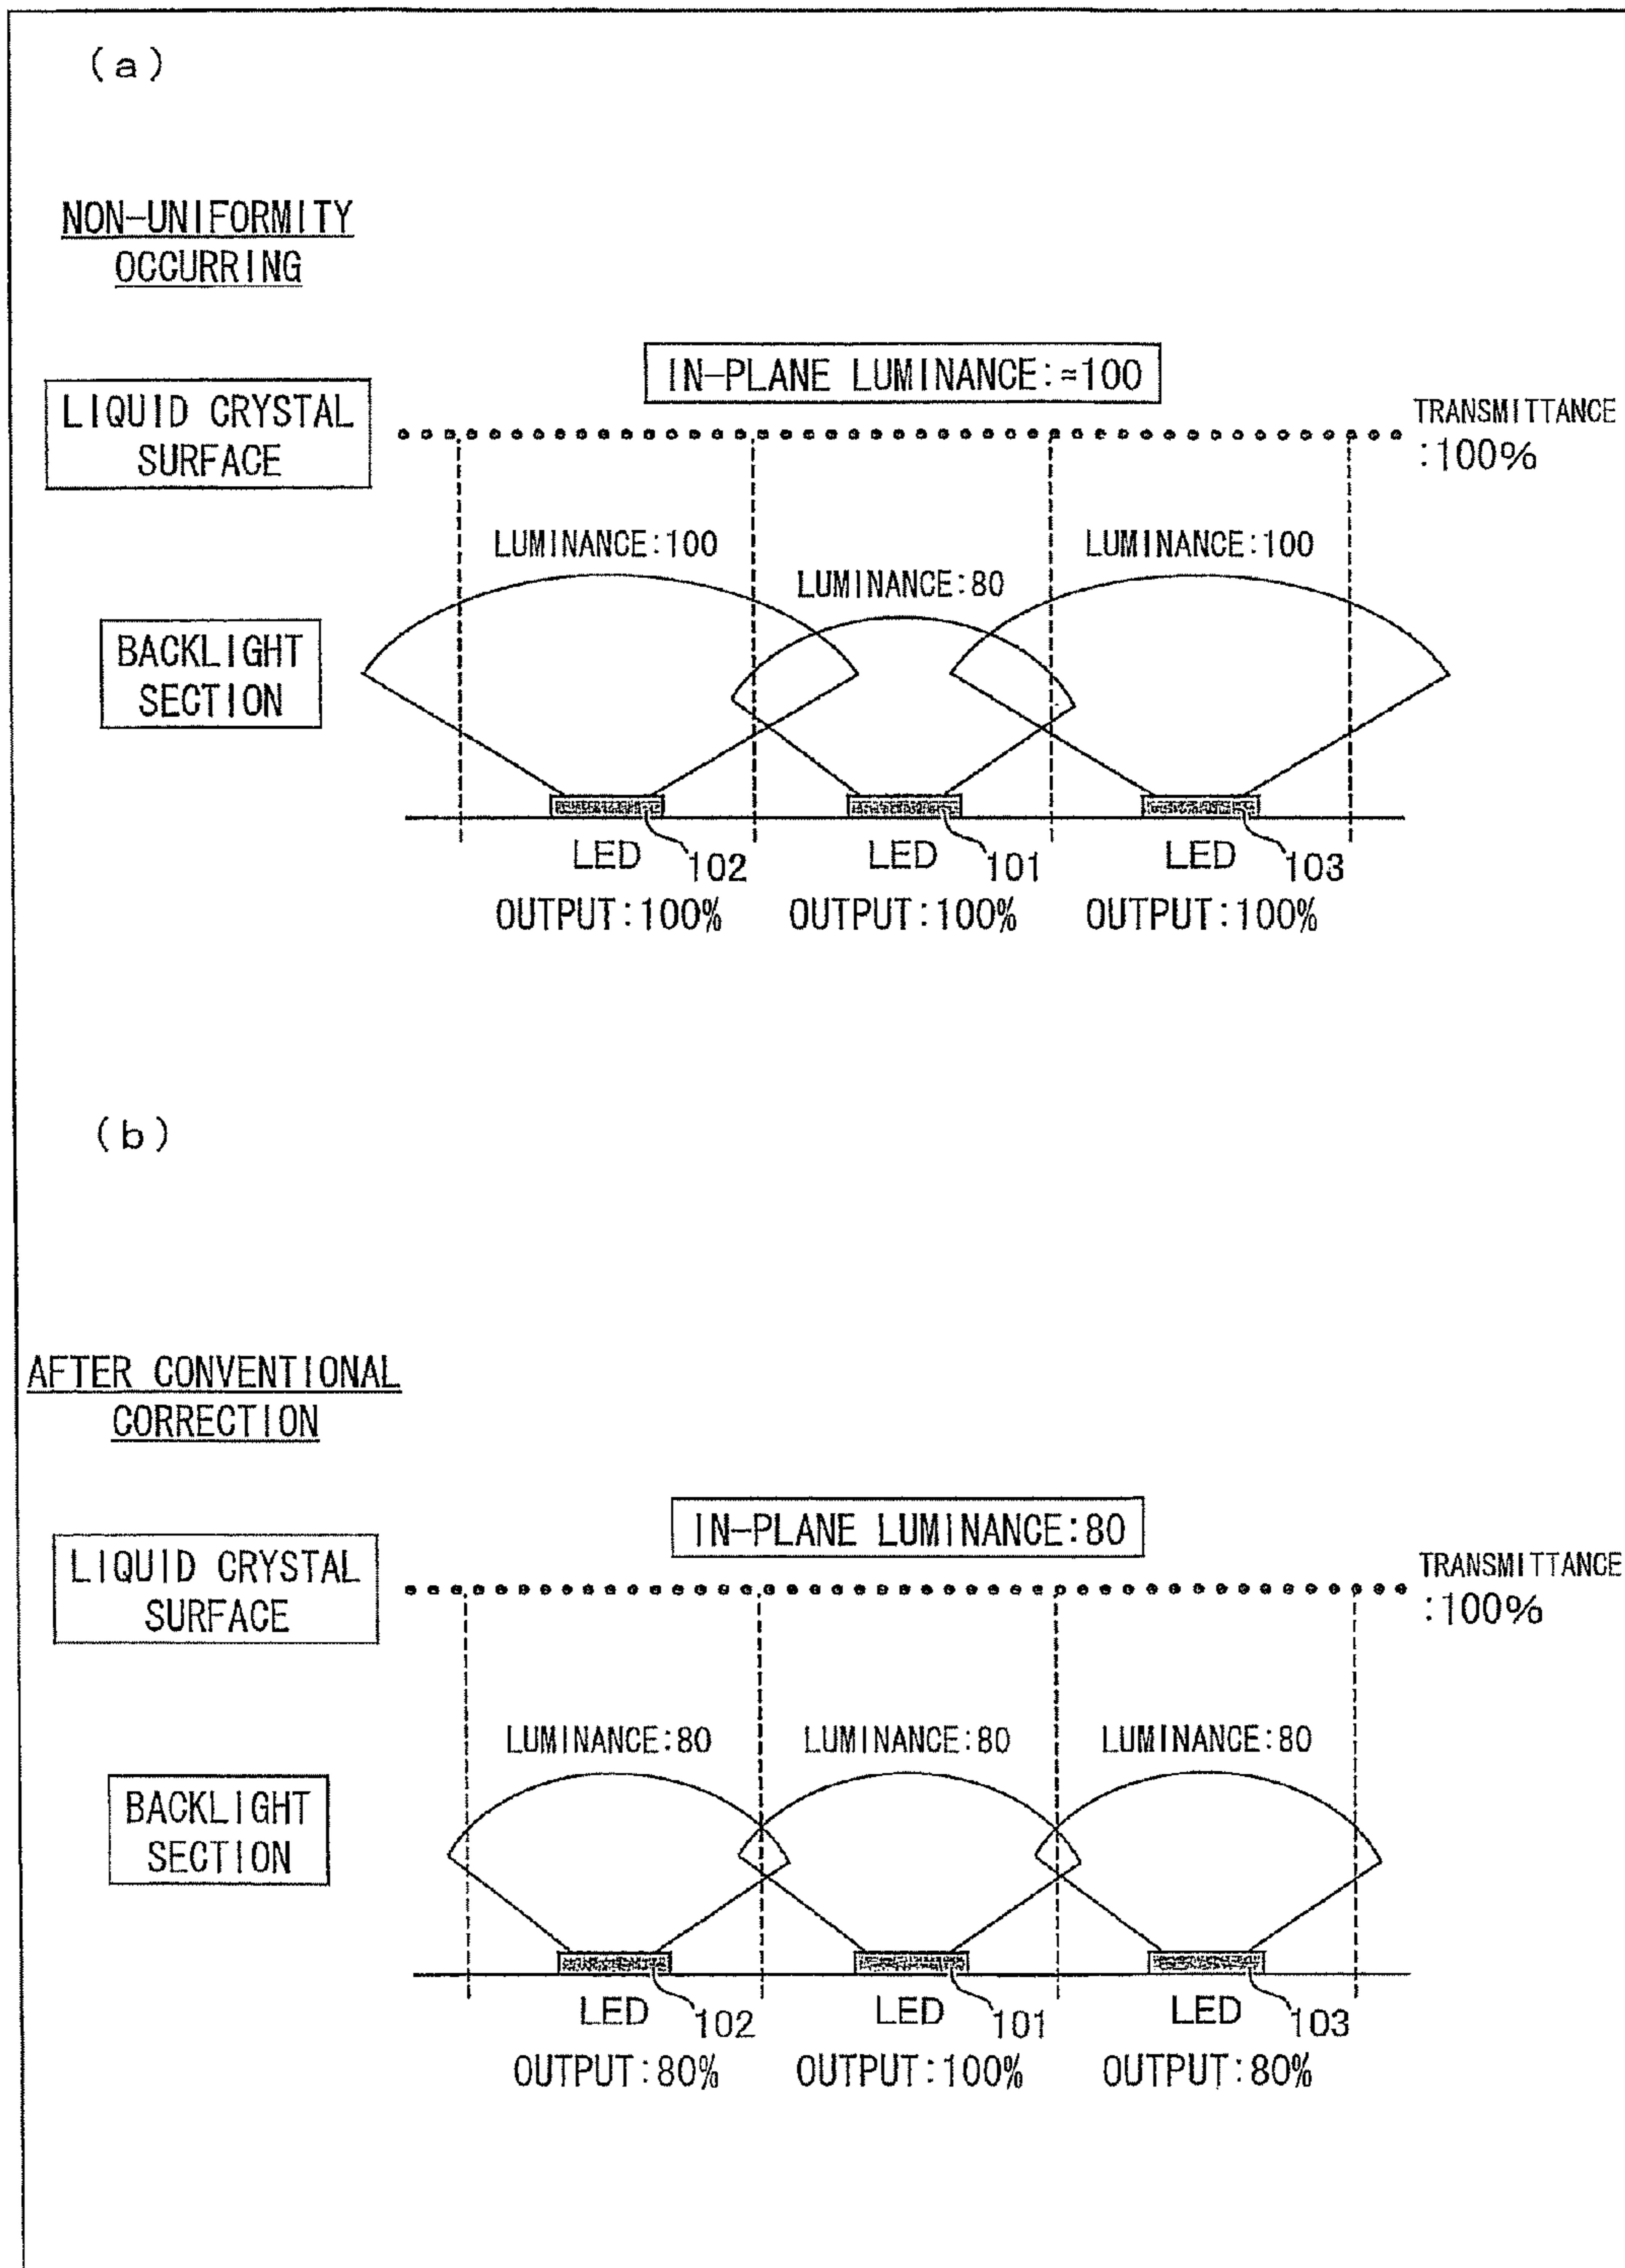 (a)
NON-UNIFORMITY
OCCURRING
IN-PLANE LUMINANCE:≈100
LIQUID CRYSTAL
SURFACE
TRANSMITTANCE
:100%
LUMINANCE:100
LUMINANCE:80
LUMINANCE:100
BACKLIGHT
SECTION
LED 102
LED 101
LED 103
OUTPUT:100%
OUTPUT:100%
OUTPUT:100%
(b)
AFTER CONVENTIONAL
CORRECTION
IN-PLANE LUMINANCE:80
LIQUID CRYSTAL
SURFACE
TRANSMITTANCE
:100%
LUMINANCE:80
LUMINANCE:80
LUMINANCE:80
BACKLIGHT
SECTION
LED 102
LED 101
LED 103
OUTPUT:80%
OUTPUT:100%
OUTPUT:80%